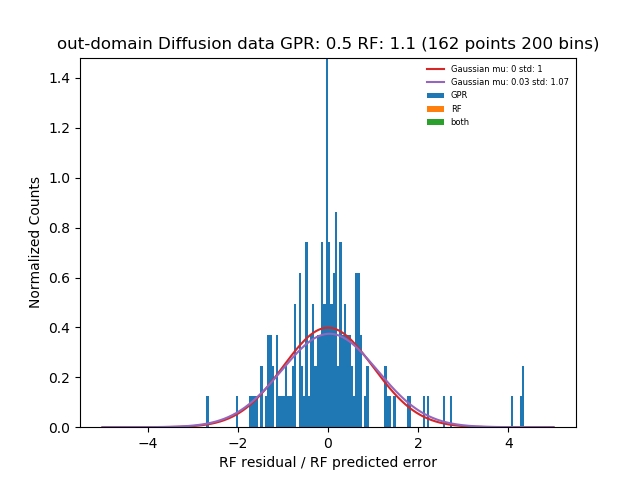 out-domain Diffusion data GPR: 0.5 RF: 1.1 (162 points 200 bins)
Gaussian mu: 0 std: 1
Gaussian mu: 0.03 std: 1.07
GPR
RF
both
1.4
1.2
1.0
0.8
0.6
0.4
0.2
0.0
Normalized Counts
−4 −2 0 2 4
RF residual / RF predicted error